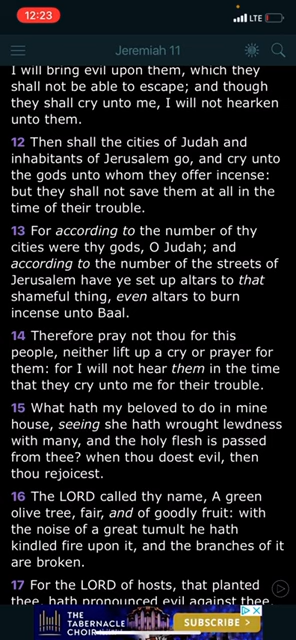 12:23
LTE
Jeremiah 11
I will bring evil upon them, which they
shall not be able to escape; and though
they shall cry unto me, I will not hearken
unto them.
12 Then shall the cities of Judah and
inhabitants of Jerusalem go, and cry unto
the gods unto whom they offer incense:
but they shall not save them at all in the
time of their trouble.
13 For according to the number of thy
cities were thy gods, O Judah; and
according to the number of the streets of
Jerusalem have ye set up altars to that
shameful thing, even altars to burn
incense unto Baal.
14 Therefore pray not thou for this
people, neither lift up a cry or prayer for
them: for I will not hear them in the time
that they cry unto me for their trouble.
15 What hath my beloved to do in mine
house, seeing she hath wrought lewdness
with many, and the holy flesh is passed
from thee? when thou doest evil, then
thou rejoicest.
16 The LORD called thy name, A green
olive tree, fair, and of goodly fruit: with
the noise of a great tumult he hath
kindled fire upon it, and the branches of it
are broken.
17 For the LORD of hosts, that planted
thee, hath pronounced evil against thee,
THE
TABERNACLE
CHOIR
SUBSCRIBE >